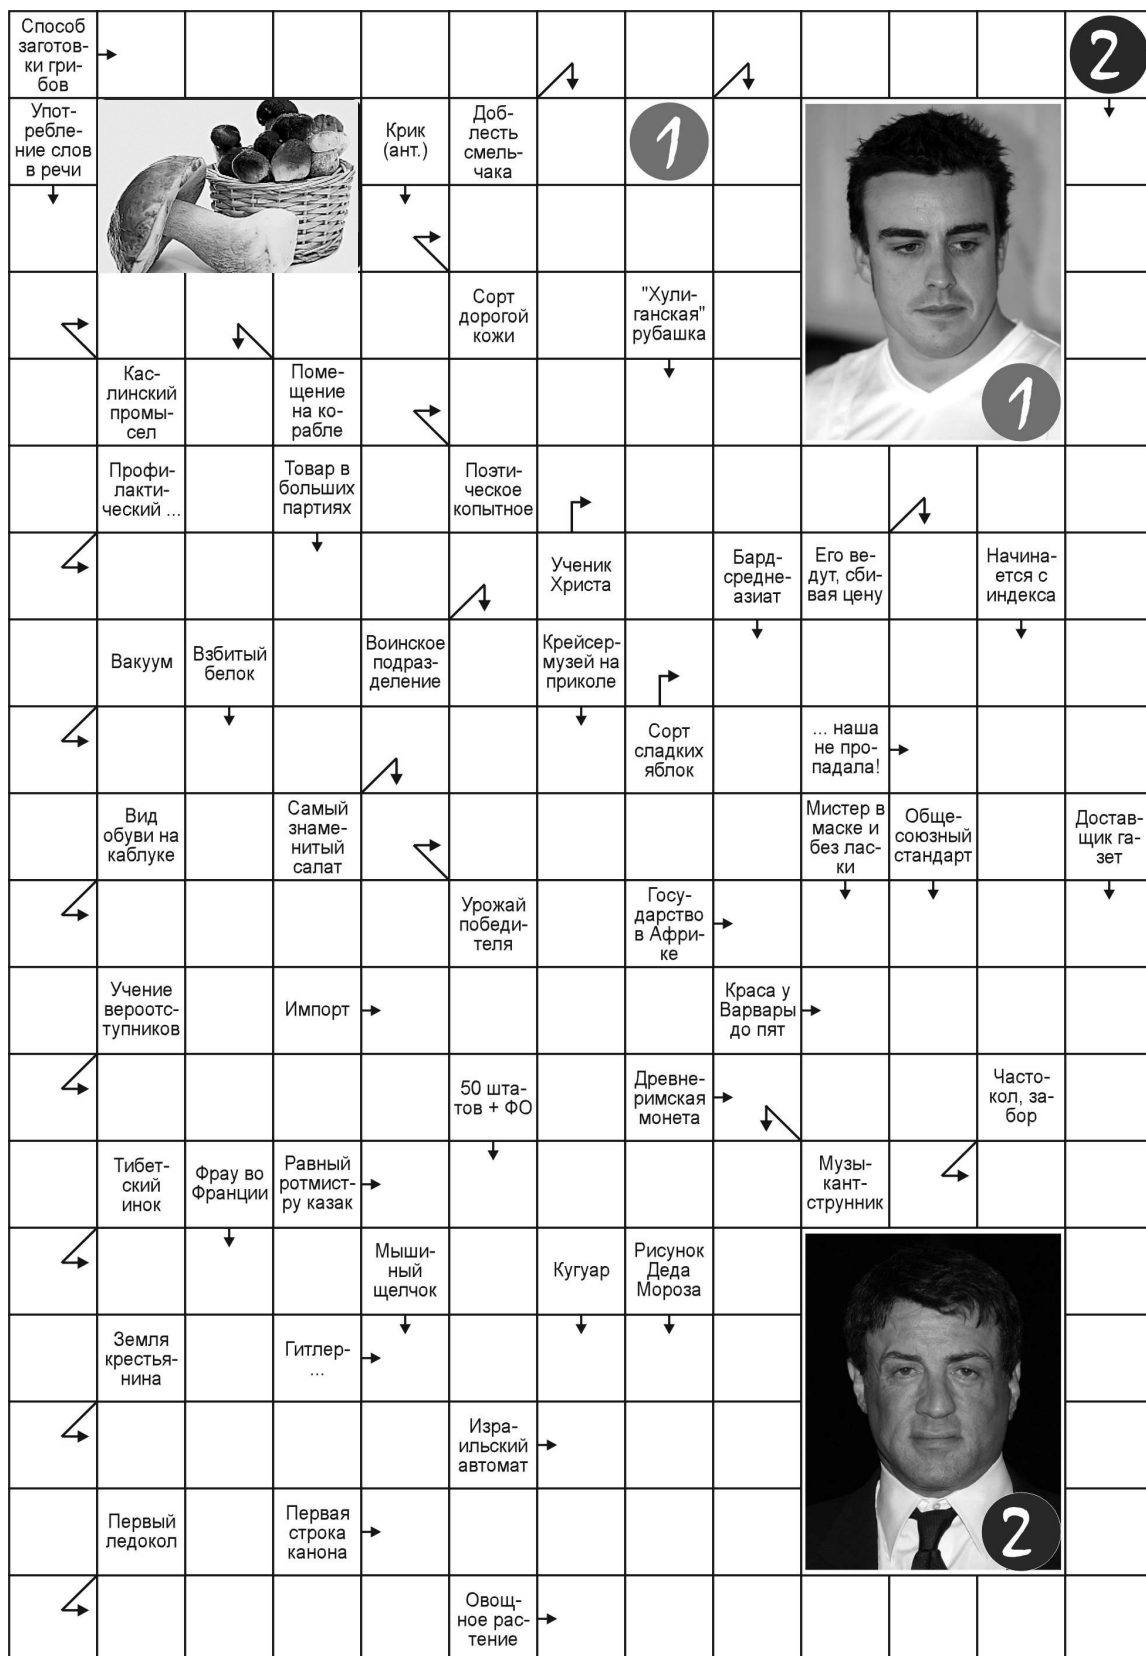 Способ
заготов-
ки гри-
бов
2
Упот-
ребле-
ние слов
в речи
Крик
(ант.)
Доб-
лесть
смель-
чака
1
Сорт
дорогой
кожи
"Хули-
ганская"
рубашка
1
Кас-
линский
промы-
сел
Поме-
щение
на ко-
рабле
Профи-
лакти-
ческий ...
Товар в
больших
партиях
Поэти-
ческое
копытное
Ученик
Христа
Бард-
средне-
азиат
Его ве-
дут, сби-
вая цену
Начина-
ется с
индекса
Вакуум
Взбитый
белок
Воинское
подраз-
деление
Крейсер-
музей на
приколе
Сорт
сладких
яблок
... наша
не про-
падала!
Вид
обуви на
каблуке
Самый
знаме-
нитый
салат
Мистер в
маске и
без лас-
ки
Обще-
союзный
стандарт
Достав-
щик га-
зет
Урожай
победи-
теля
Госу-
дарство
в Афри-
ке
Учение
вероотс-
тупников
Импорт
Краса у
Варвары
до пят
50 шта-
тов + ФО
Древне-
римская
монета
Часто-
кол, за-
бор
Тибет-
ский
инок
Фрау во
Франции
Равный
ротмист-
ру казак
Музы-
кант-
струнник
Мыши-
ный
щелчок
Кугуар
Рисунок
Деда
Мороза
Земля
крестья-
нина
Гитлер-
...
Изра-
ильский
автомат
Первый
ледокол
Первая
строка
канона
2
Овощ-
ное рас-
тение